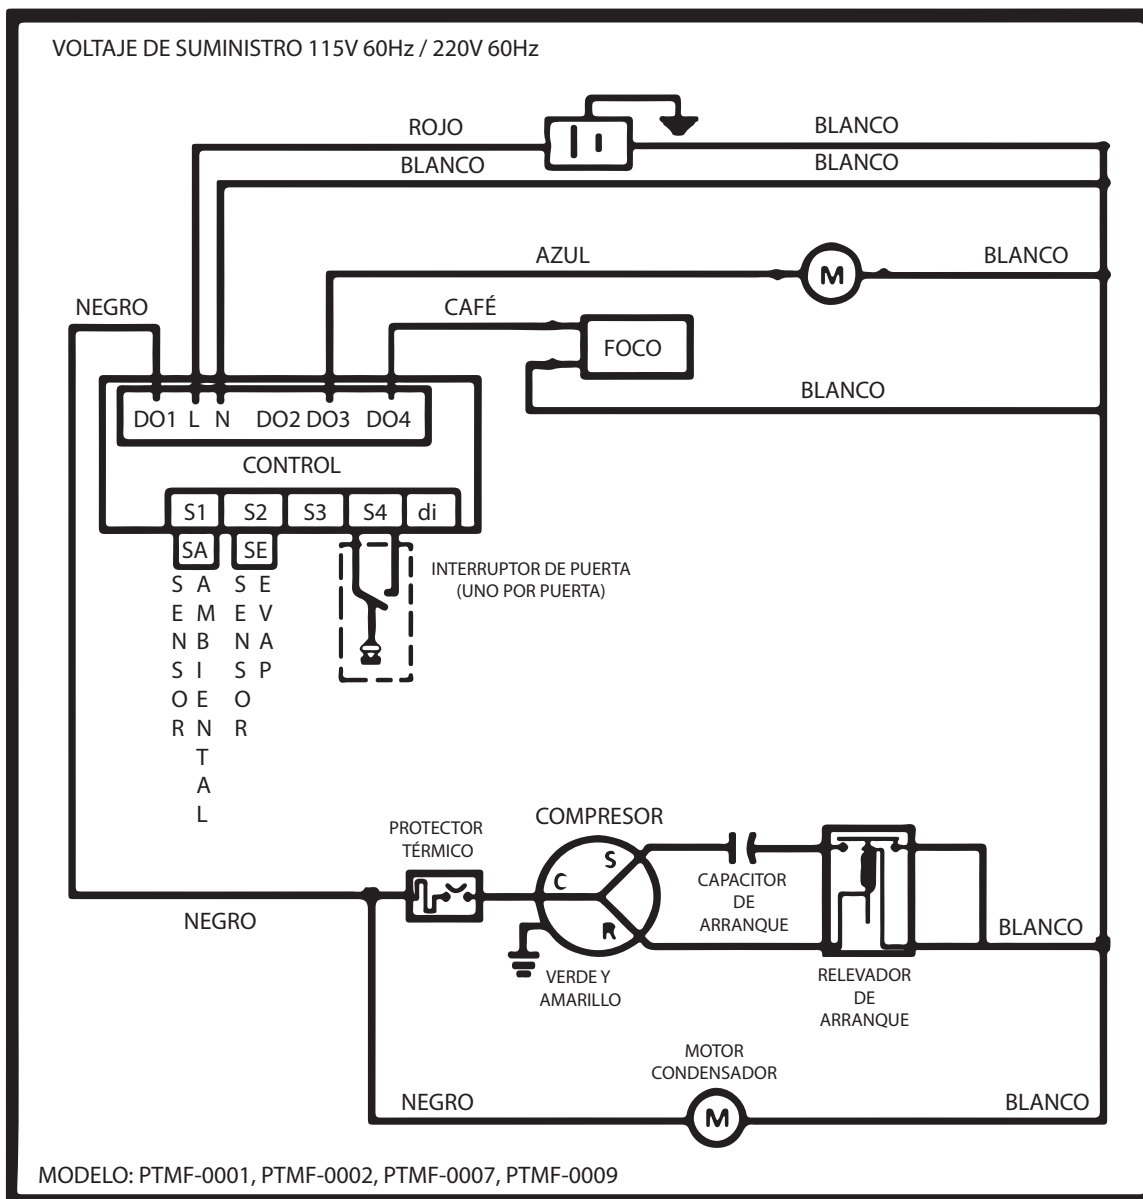 VOLTAJE DE SUMINISTRO 115V 60Hz / 220V 60Hz
ROJO
BLANCO
BLANCO
BLANCO
AZUL
BLANCO
M
NEGRO
CAFÉ
FOCO
BLANCO
DO1 L N DO2 DO3 DO4
CONTROL
S1 S2 S3 S4 di
SA SE
SENSOR
AMBIENTAL
SENSOR
EVAP
INTERRUPTOR DE PUERTA
(UNO POR PUERTA)
PROTECTOR
TÉRMICO
COMPRESOR
S
C
R
CAPACITOR
DE
ARRANQUE
NEGRO
BLANCO
VERDE Y
AMARILLO
RELEVADOR
DE
ARRANQUE
MOTOR
CONDENSADOR
NEGRO
M
BLANCO
MODELO: PTMF-0001, PTMF-0002, PTMF-0007, PTMF-0009